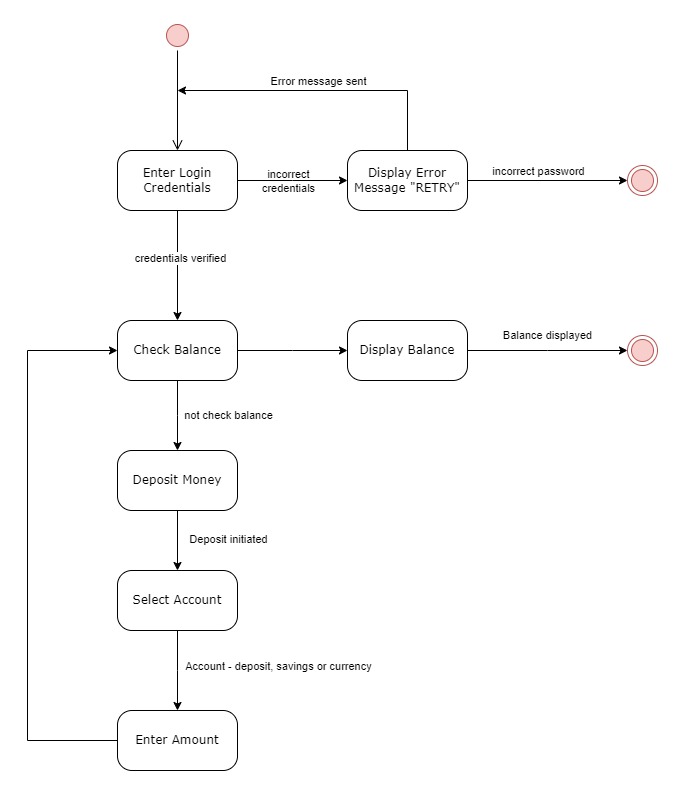 Error message sent
Enter Login
Credentials
incorrect
credentials
Display Error
Message "RETRY"
incorrect password
credentials verified
Check Balance
Display Balance
Balance displayed
not check balance
Deposit Money
Deposit initiated
Select Account
Account - deposit, savings or currency
Enter Amount